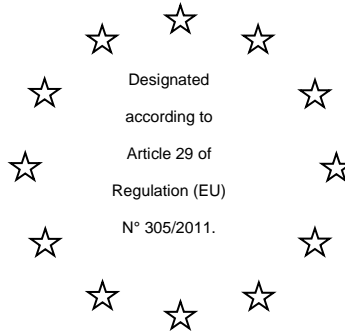 Designated
according to
Article 29 of
Regulation (EU)
N° 305/2011.